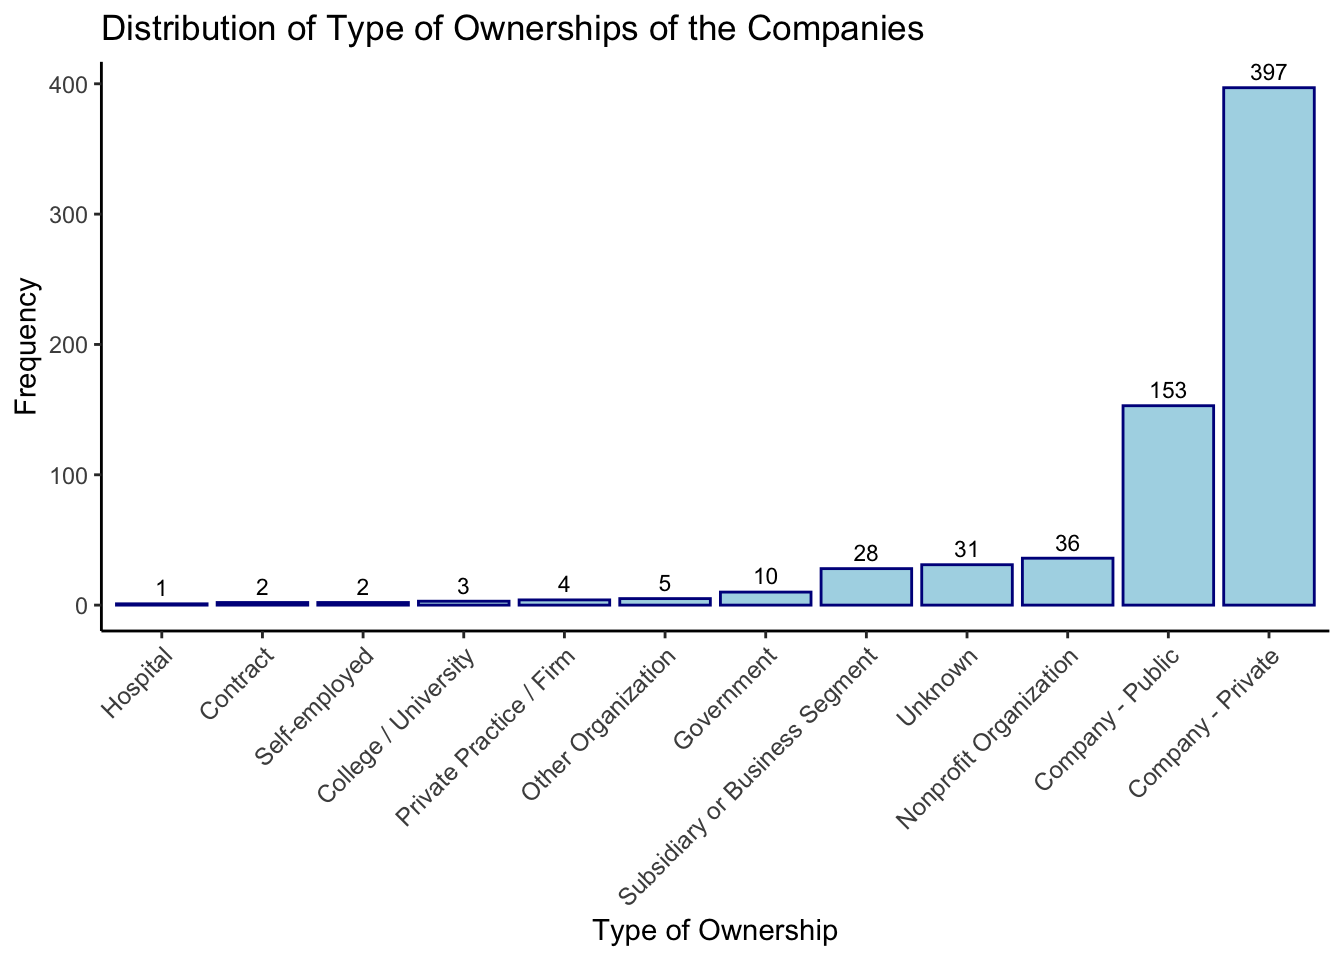 Distribution of Type of Ownerships of the Companies
Frequency
400
300
200
100
0
1
2
2
3
4
5
10
28
31
36
153
397
Hospital
Contract
Self-employed
College / University
Private Practice / Firm
Other Organization
Government
Subsidiary or Business Segment
Unknown
Nonprofit Organization
Company - Public
Company - Private
Type of Ownership